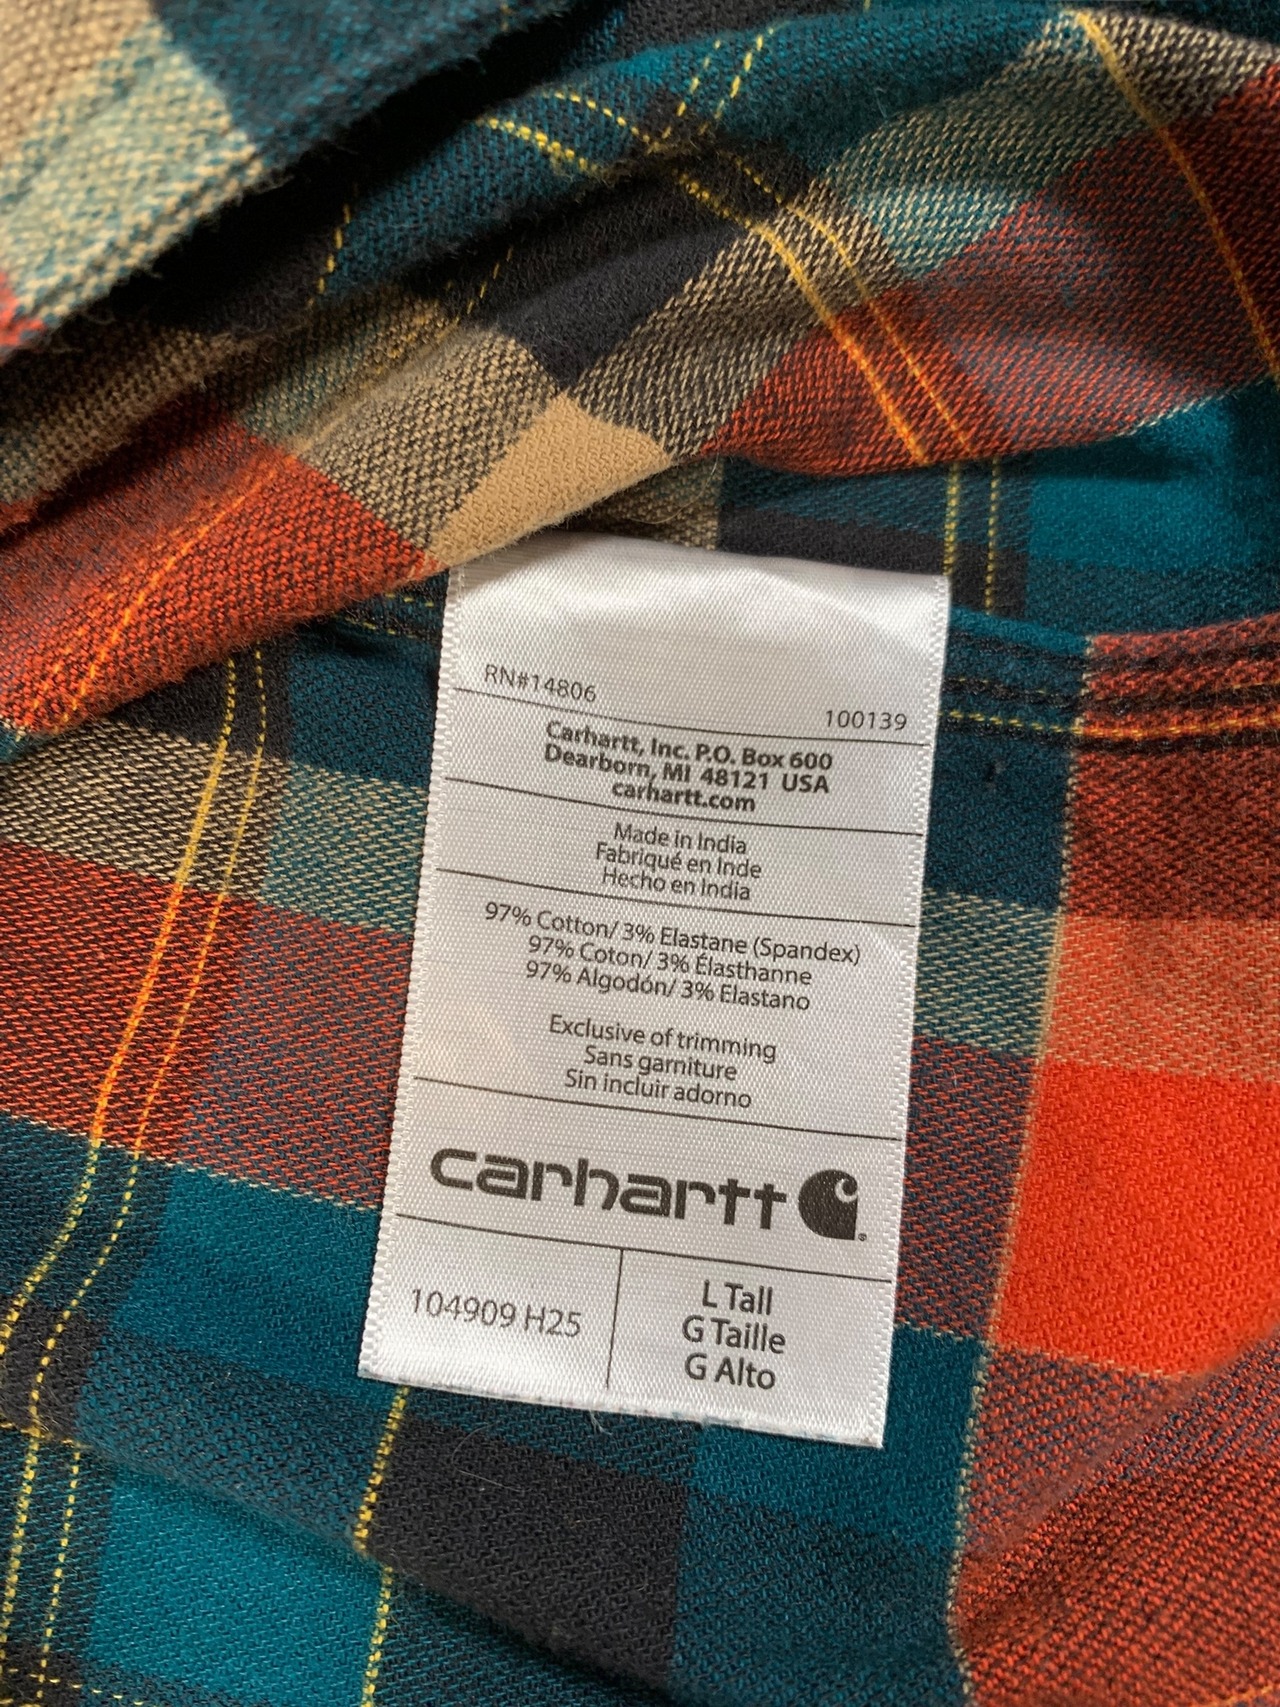 RN#14806
100139
Carhartt, Inc. P.O. Box 600
Dearborn, MI 48121 USA
carhartt.com
Made in India
Fabriqué en Inde
Hecho en India
97% Cotton/ 3% Elastane (Spandex)
97% Coton/ 3% Élasthanne
97% Algodón/ 3% Elastano
Exclusive of trimming
Sans garniture
Sin incluir adorno
carhartt
104909 H25
L Tall
G Taille
G Alto